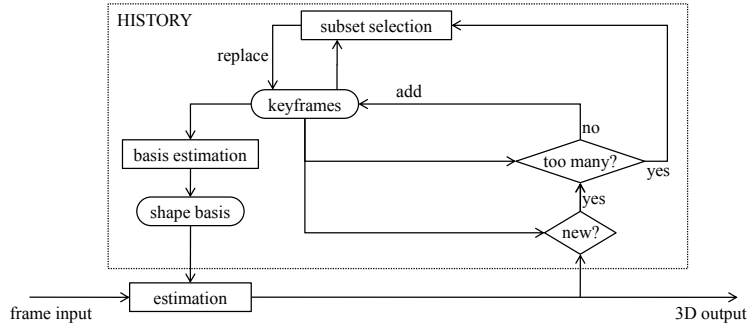 HISTORY
subset selection
replace
keyframes
add
no
basis estimation
too many?
yes
shape basis
yes
new?
estimation
frame input
3D output